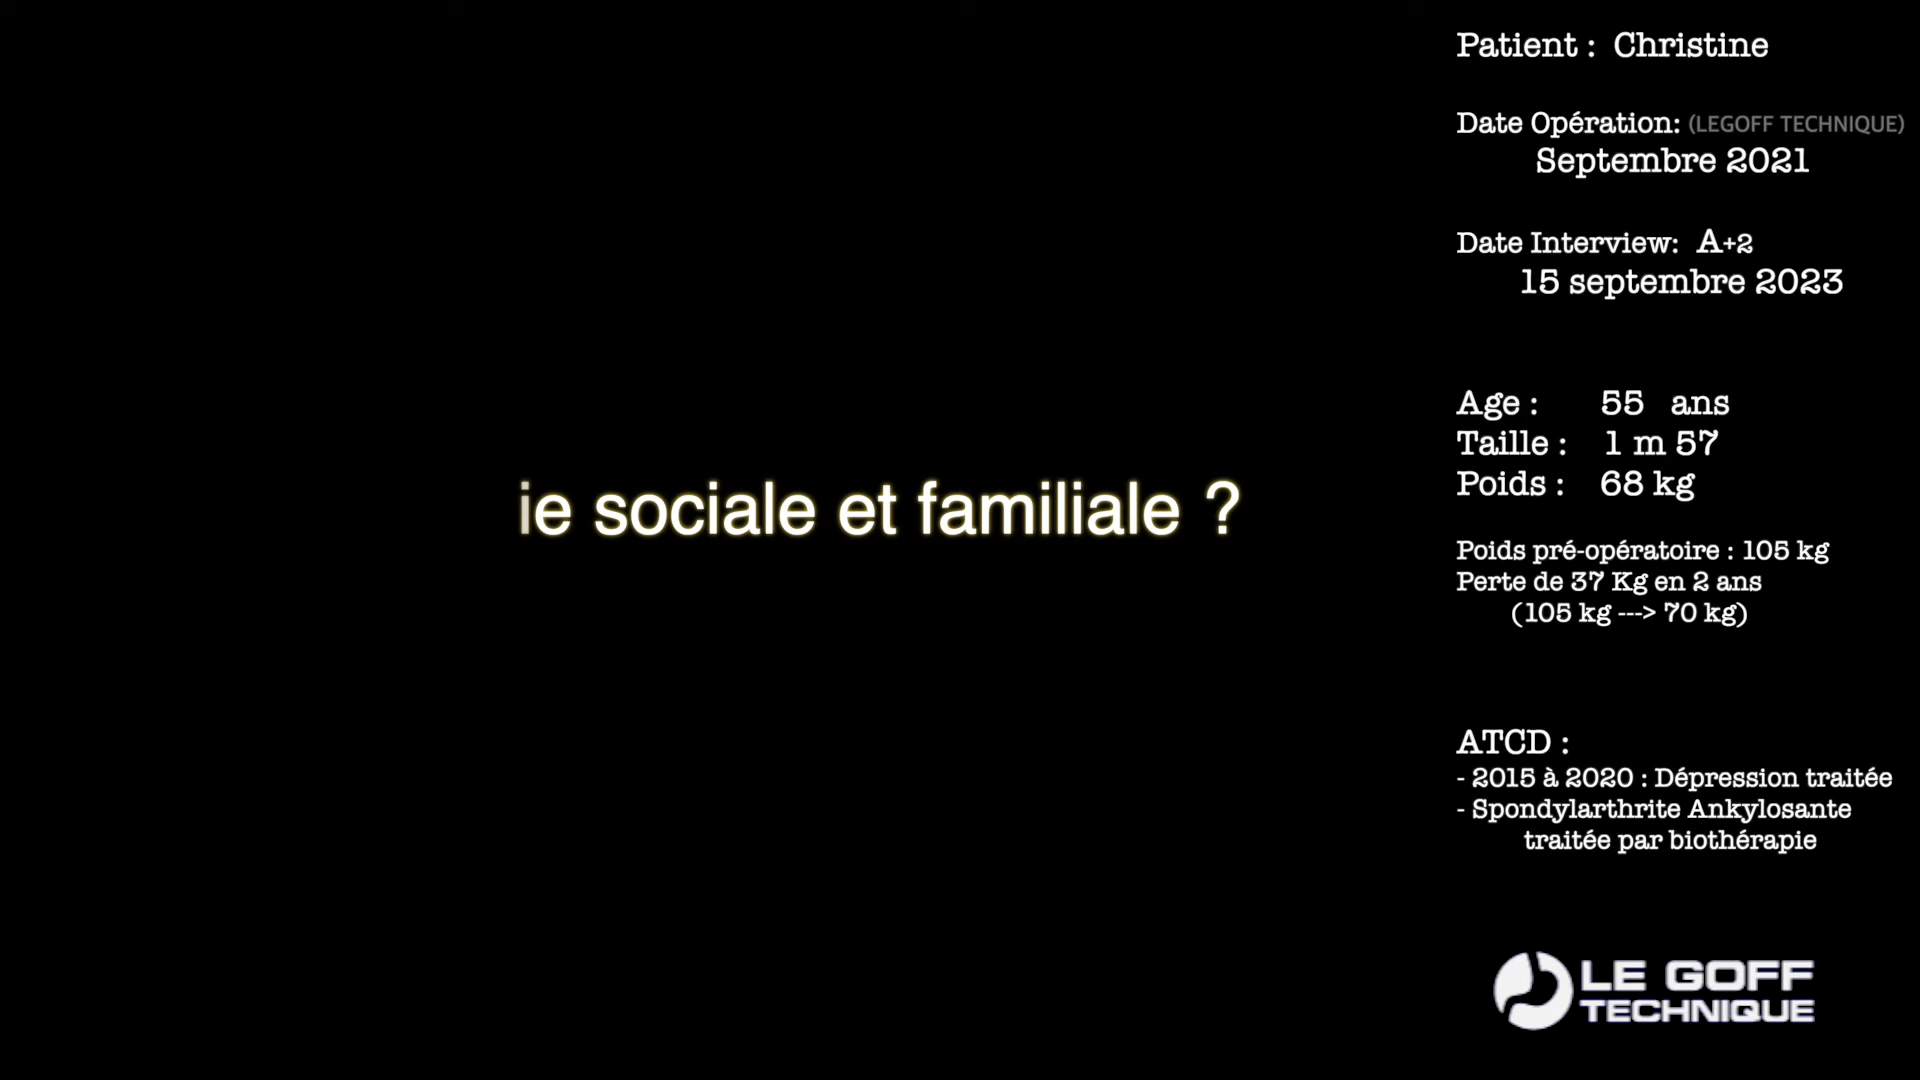 ie sociale et familiale ?
Patient : Christine
Date Opération: (LEGOFF TECHNIQUE)
Septembre 2021
Date Interview: A+2
15 septembre 2023
Age : 55 ans
Taille : 1 m 57
Poids : 68 kg
Poids pré-opératoire : 105 kg
Perte de 37 Kg en 2 ans
(105 kg ---> 70 kg)
ATCD :
- 2015 à 2020 : Dépression traitée
- Spondylarthrite Ankylosante
traitée par biothérapie
LE GOFF
TECHNIQUE